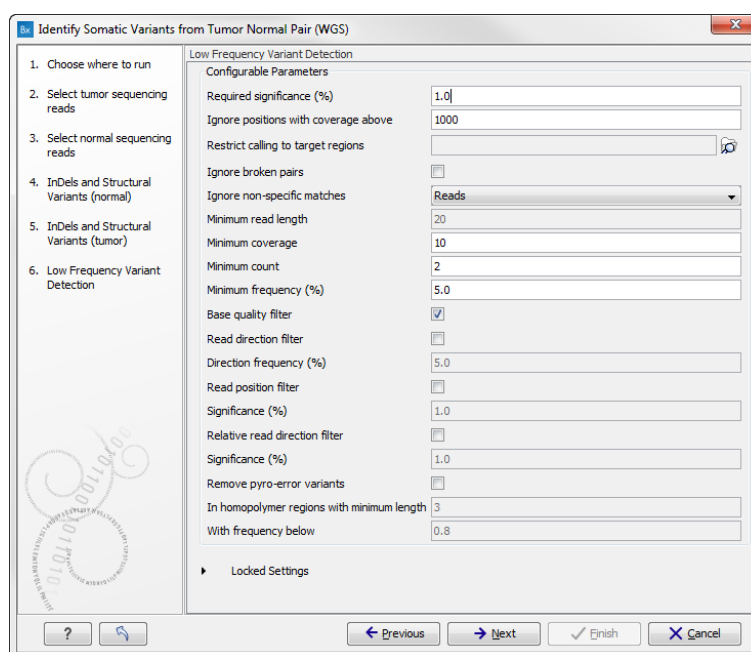 Bx Identify Somatic Variants from Tumor Normal Pair (WGS)
1. Choose where to run
2. Select tumor sequencing
reads
3. Select normal sequencing
reads
4. InDels and Structural
Variants (normal)
5. InDels and Structural
Variants (tumor)
6. Low Frequency Variant
Detection
Low Frequency Variant Detection
Configurable Parameters
Required significance (%) 1.0
Ignore positions with coverage above 1000
Restrict calling to target regions
Ignore broken pairs
Ignore non-specific matches Reads
Minimum read length 20
Minimum coverage 10
Minimum count 2
Minimum frequency (%) 5.0
Base quality filter
Read direction filter
Direction frequency (%) 5.0
Read position filter
Significance (%) 1.0
Relative read direction filter
Significance (%) 1.0
Remove pyro-error variants
In homopolymer regions with minimum length 3
With frequency below 0.8
Locked Settings
? Previous Next Finish Cancel